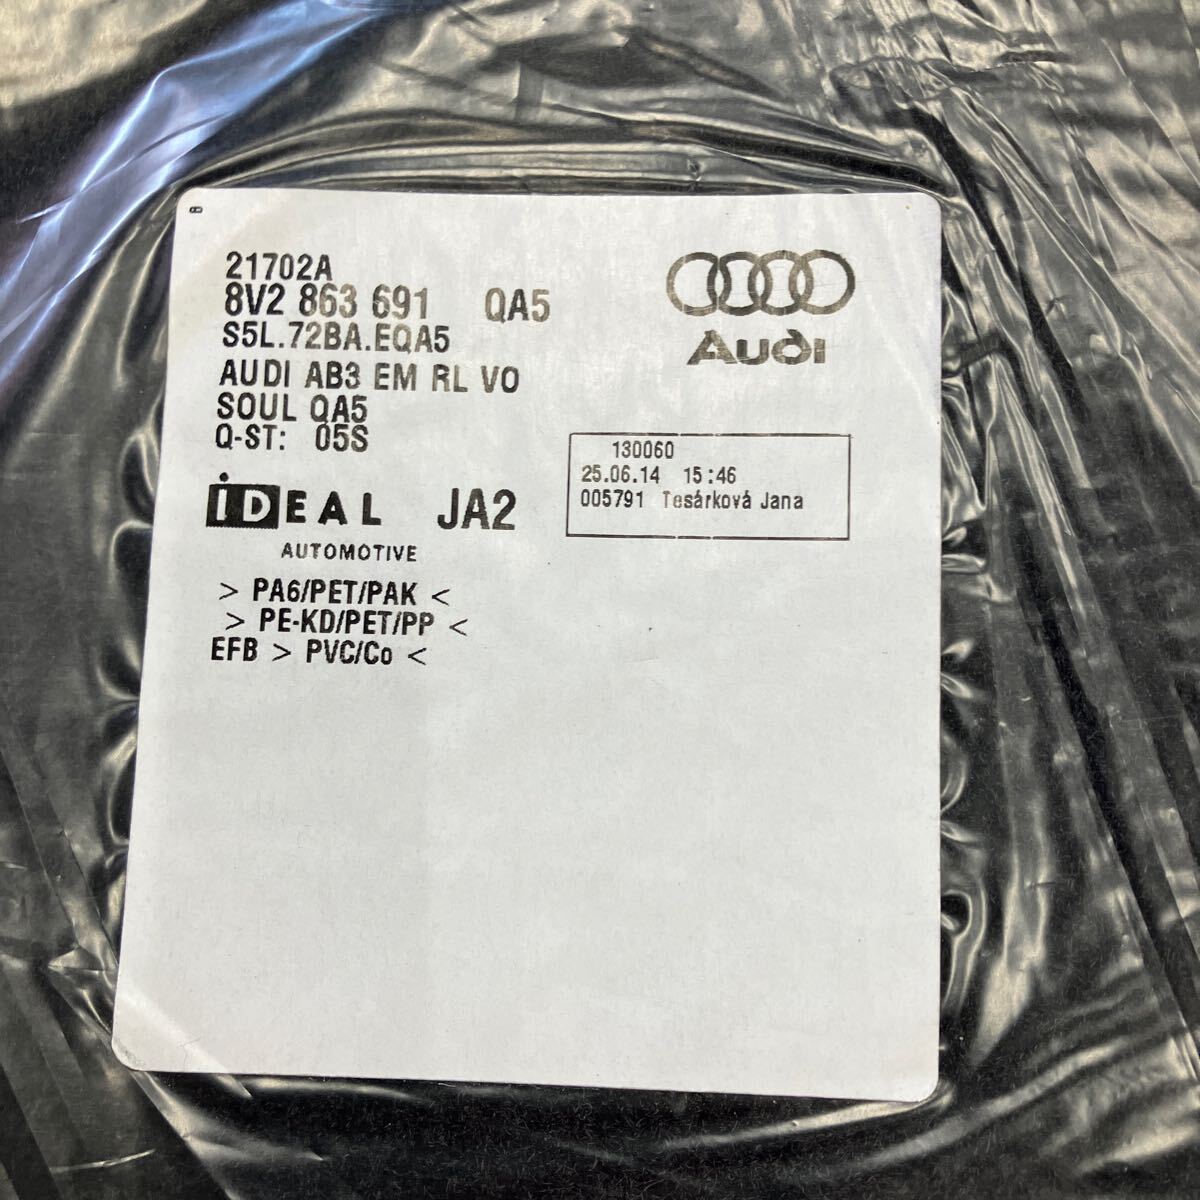 21702A
8V2 863 691 QA5
S5L.72BA.EQA5
AUDI AB3 EM RL VO
SOUL QA5
Q-ST: 05S
Audi
130060
25.06.14 15:46
005791 Tesárková Jana
iDEAL JA2
AUTOMOTIVE
> PA6/PET/PAK <
> PE-KD/PET/PP <
EFB > PVC/Co <